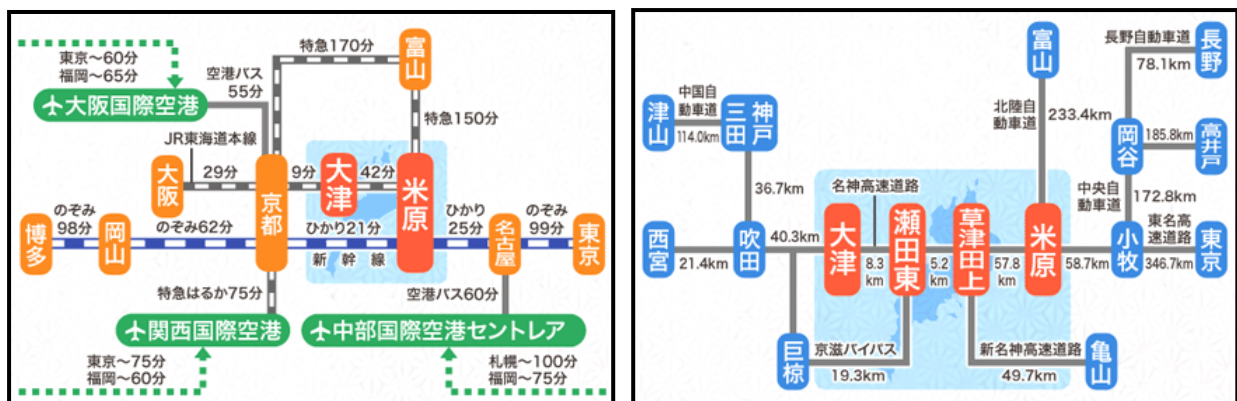 特急170分
富山
東京〜60分
福岡〜65分
空港バス
55分
大阪国際空港
特急150分
JR東海道本線
大阪
29分
京都
9分
大津
42分
米原
のぞみ
98分
のぞみ62分
ひかり21分
ひかり
25分
のぞみ
99分
博多
岡山
新幹線
名古屋
東京
特急はるか75分
空港バス60分
関西国際空港
中部国際空港セントレア
東京〜75分
福岡〜60分
札幌〜100分
福岡〜75分
富山
長野自動車道
78.1km
長野
中国自
動車道
津山
114.0km
三田
神戸
北陸自
動車道
233.4km
岡谷
185.8km
高井戸
36.7km
名神高速道路
中央自
動車道
172.8km
西宮
21.4km
吹田
40.3km
大津
8.3
km
瀬田東
5.2
km
草津田上
57.8
km
米原
58.7km
小牧
東名高
速道路
346.7km
東京
巨椋
京滋バイパス
19.3km
新名神高速道路
49.7km
亀山